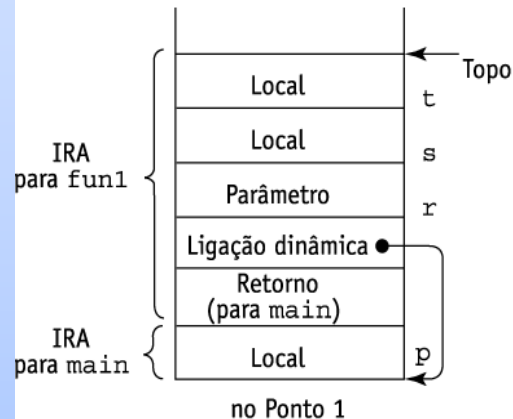 Topo
Local
t
Local
s
IRA
para fun1
Parâmetro
r
Ligação dinâmica
Retorno
(para main)
IRA
para main
Local
p
no Ponto 1